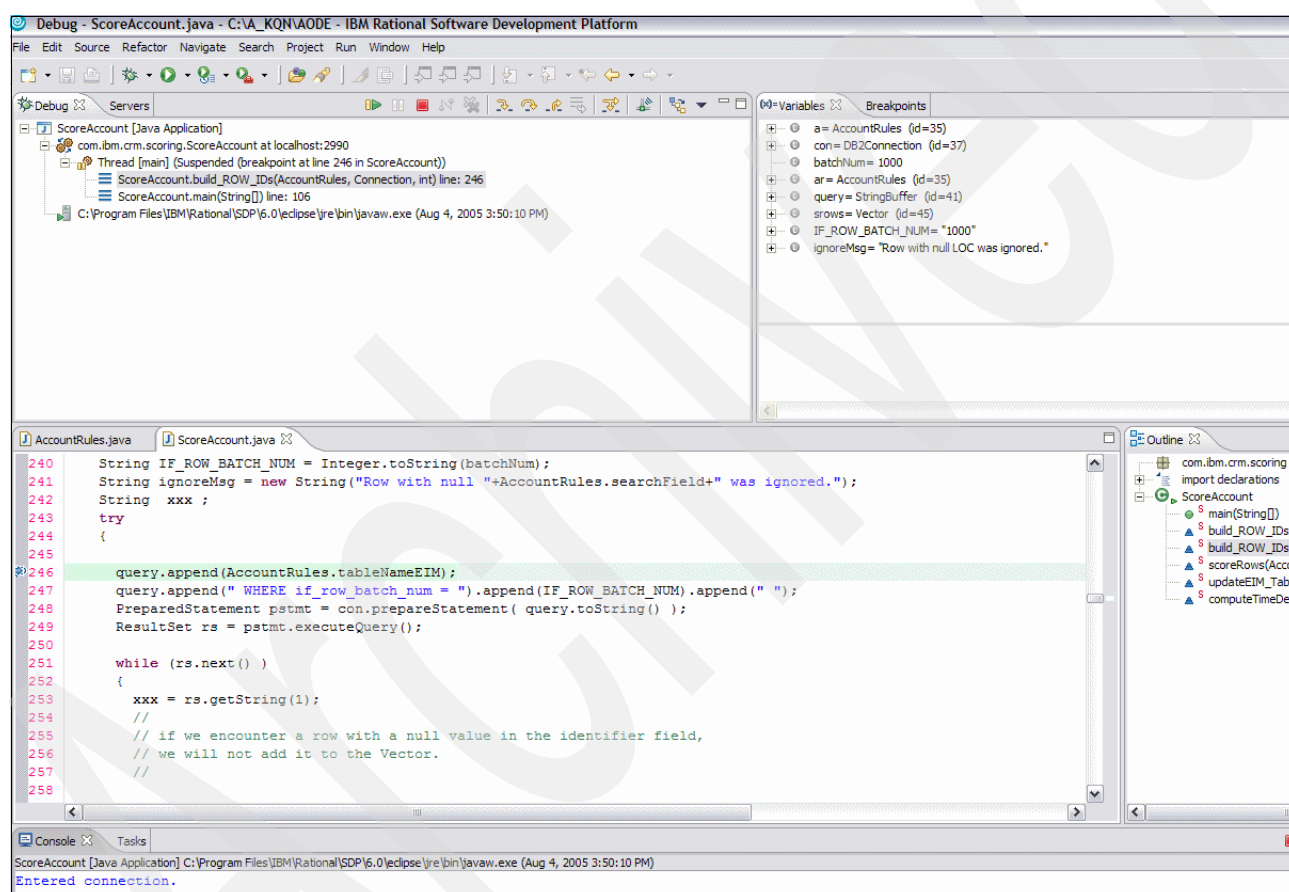 Debug - ScoreAccount.java - C:\A_KQN\AODE - IBM Rational Software Development Platform
File Edit Source Refactor Navigate Search Project Run Window Help
Debug Servers
ScoreAccount [Java Application]
com.ibm.crm.scoring.ScoreAccount at localhost:2990
Thread [main] (Suspended (breakpoint at line 246 in ScoreAccount))
ScoreAccount.build_ROW_IDs(AccountRules, Connection, int) line: 246
ScoreAccount.main(String[]) line: 106
C:\Program Files\IBM\Rational\SDP\6.0\eclipse\jre\bin\javaw.exe (Aug 4, 2005 3:50:10 PM)
(x)=Variables Breakpoints
a= AccountRules (id=35)
con= DB2Connection (id=37)
batchNum= 1000
ar= AccountRules (id=35)
query= StringBuffer (id=41)
srows= Vector (id=45)
IF_ROW_BATCH_NUM= "1000"
ignoreMsg= "Row with null LOC was ignored."
AccountRules.java ScoreAccount.java
240 String IF_ROW_BATCH_NUM = Integer.toString(batchNum);
241 String ignoreMsg = new String("Row with null "+AccountRules.searchField+" was ignored.");
242 String xxx ;
243 try
244 {
245
246 query.append(AccountRules.tableNameEIM);
247 query.append(" WHERE if_row_batch_num = ").append(IF_ROW_BATCH_NUM).append(" ");
248 PreparedStatement pstmt = con.prepareStatement( query.toString() );
249 ResultSet rs = pstmt.executeQuery();
250
251 while (rs.next() )
252 {
253 xxx = rs.getString(1);
254 //
255 // if we encounter a row with a null value in the identifier field,
256 // we will not add it to the Vector.
257 //
258
Outline
com.ibm.crm.scoring
import declarations
ScoreAccount
main(String[])
build_ROW_IDs
build_ROW_IDs
scoreRows(Acco
updateEIM_Tab
computeTimeDe
Console Tasks
ScoreAccount [Java Application] C:\Program Files\IBM\Rational\SDP\6.0\eclipse\jre\bin\javaw.exe (Aug 4, 2005 3:50:10 PM)
Entered connection.
Archived